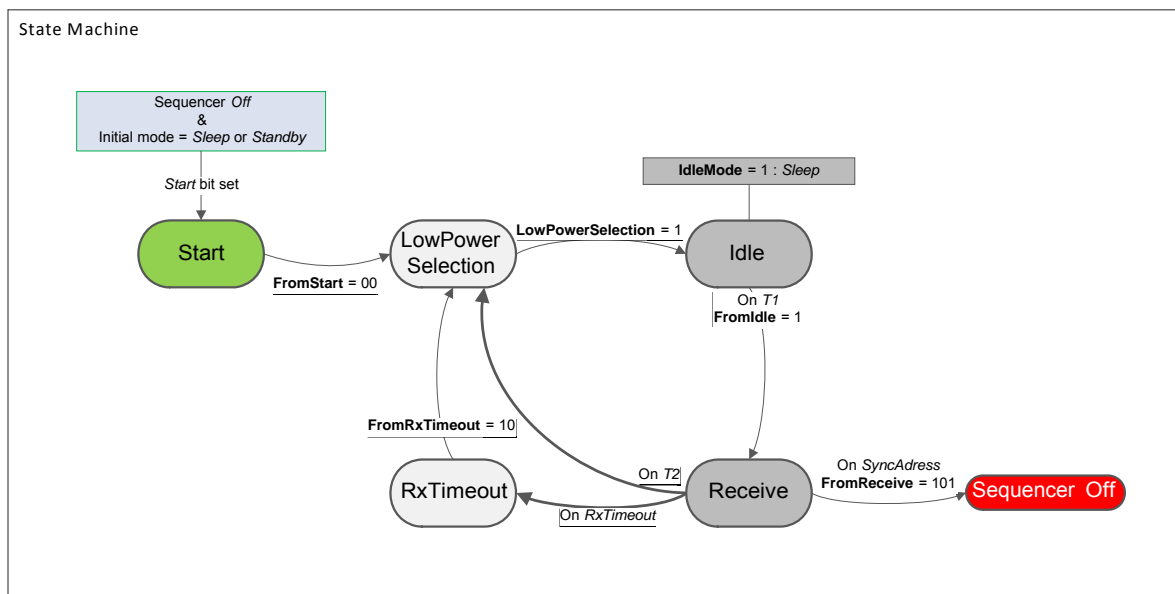 State Machine
Sequencer Off
&
Initial mode = Sleep or Standby
Start bit set
IdleMode = 1 : Sleep
Start
FromStart = 00
LowPower
Selection
LowPowerSelection = 1
Idle
On T1
FromIdle = 1
FromRxTimeout = 10
RxTimeout
On T2
On RxTimeout
Receive
On SyncAdress
FromReceive = 101
Sequencer Off